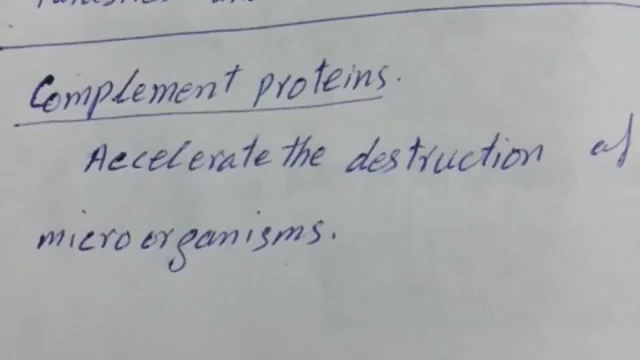 Complement proteins.
Accelerate the destruction of
microorganisms.